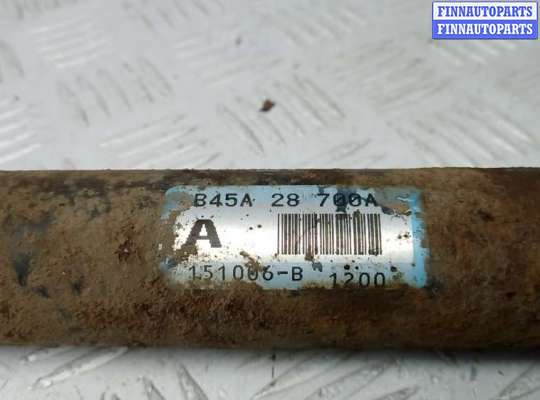 FINNAUTOPARTS
FINNAUTOPARTS
B45A 28 700A
A
151006-B 1200